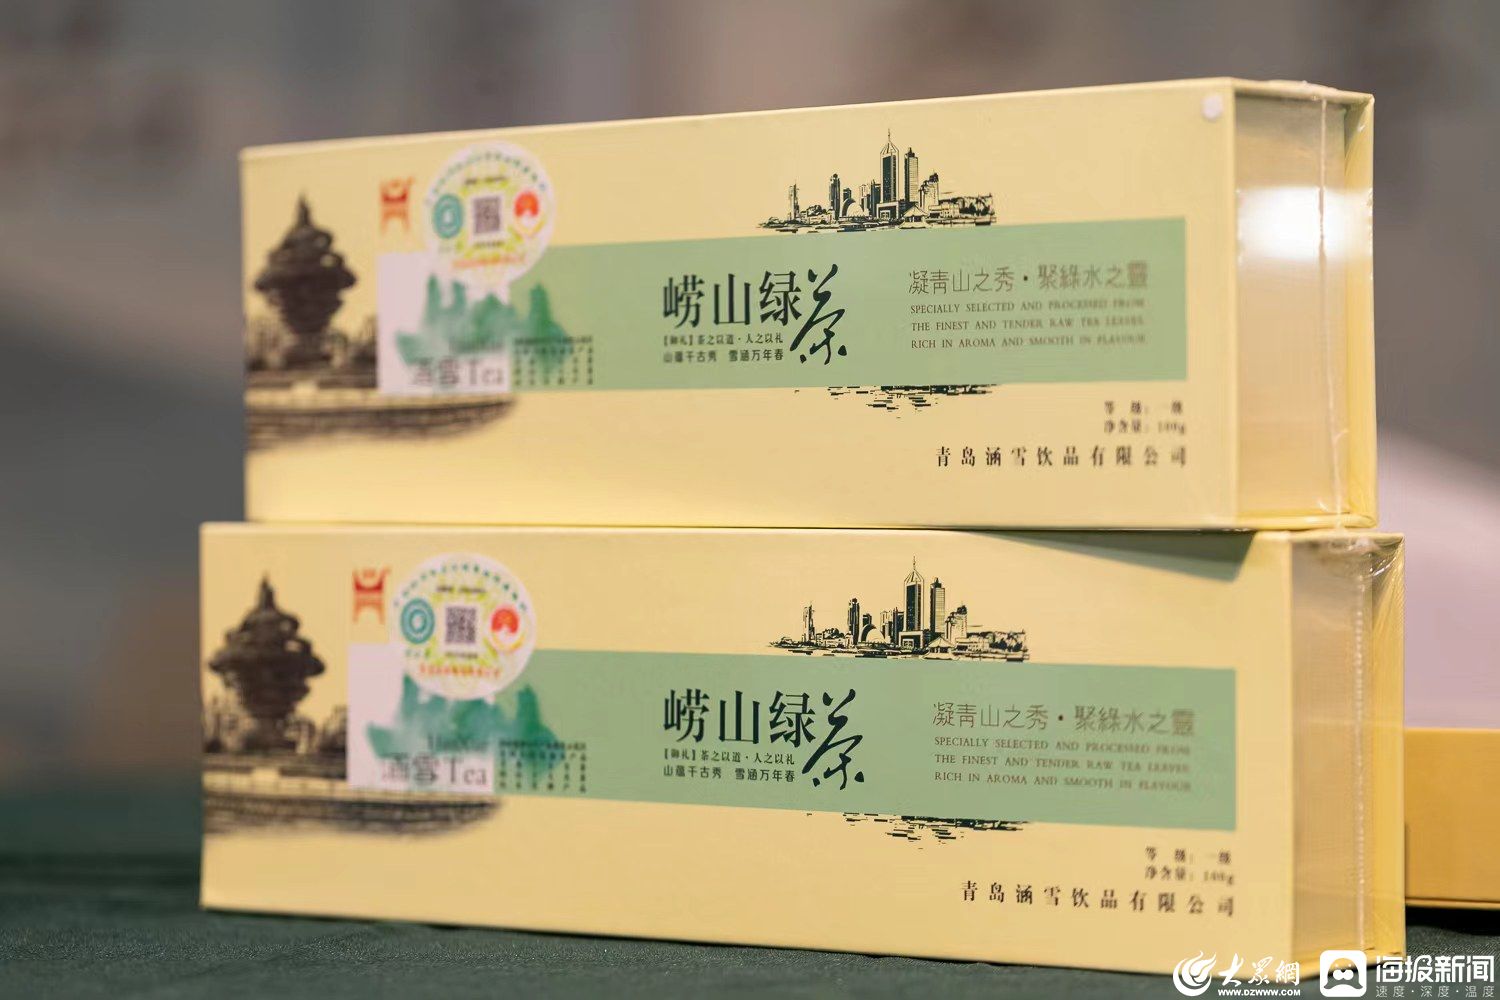 崂山绿茶
【御礼】茶之以道·人之以礼
山蕴千古秀 雪涵万年春
凝青山之秀·聚綠水之靈
SPECIALLY SELECTED AND PROCESSED FROM
THE FINEST AND TENDER RAW TEA LEAVES
RICH IN AROMA AND SMOOTH IN FLAVOUR
涵雪Tea
等 级：一级
净含量：100g
青岛涵雪饮品有限公司
崂山绿茶
【御礼】茶之以道·人之以礼
山蕴千古秀 雪涵万年春
凝青山之秀·聚綠水之靈
SPECIALLY SELECTED AND PROCESSED FROM
THE FINEST AND TENDER RAW TEA LEAVES
RICH IN AROMA AND SMOOTH IN FLAVOUR
涵雪Tea
等 级：一级
净含量：100g
青岛涵雪饮品有限公司
大眾網
www.DZWWW.com
海报新闻
速度·深度·温度